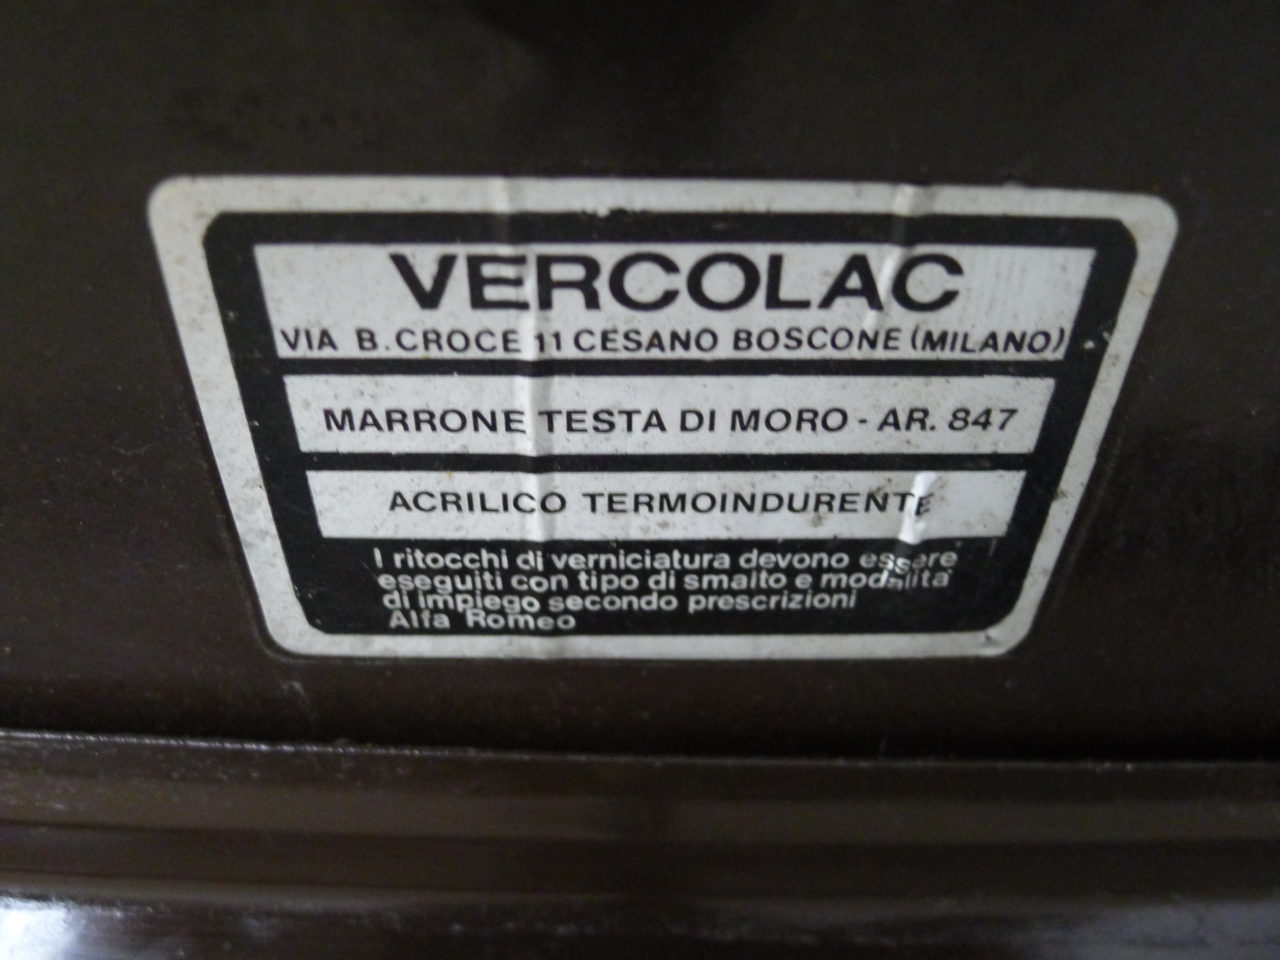 VERCOLAC
VIA B. CROCE 11 CESANO BOSCONE (MILANO)
MARRONE TESTA DI MORO - AR. 847
ACRILICO TERMOINDURENTE
I ritocchi di verniciatura devono essere
eseguiti con tipo di smalto e modalita'
di impiego secondo prescrizioni
Alfa Romeo